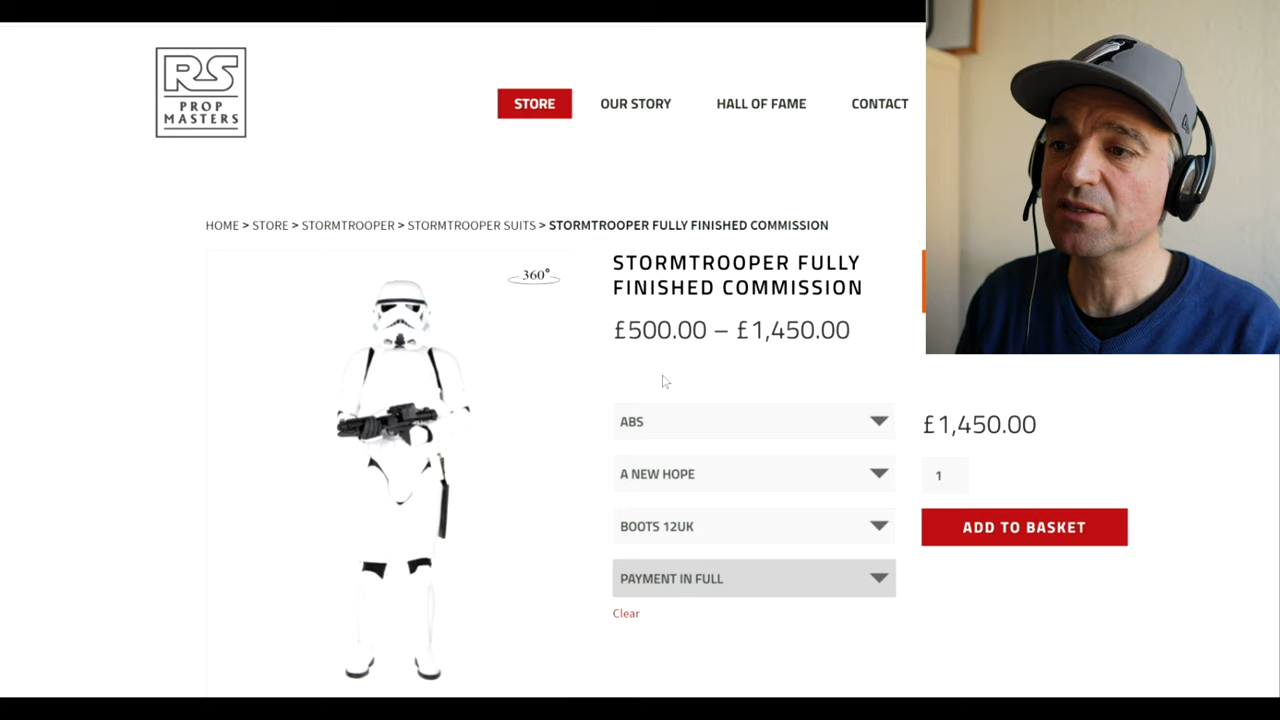 RS
PROP
MASTERS
STORE
OUR STORY
HALL OF FAME
CONTACT
HOME > STORE > STORMTROOPER > STORMTROOPER SUITS > STORMTROOPER FULLY FINISHED COMMISSION
360°
STORMTROOPER FULLY
FINISHED COMMISSION
£500.00 – £1,450.00
ABS
£1,450.00
A NEW HOPE
1
BOOTS 12UK
ADD TO BASKET
PAYMENT IN FULL
Clear